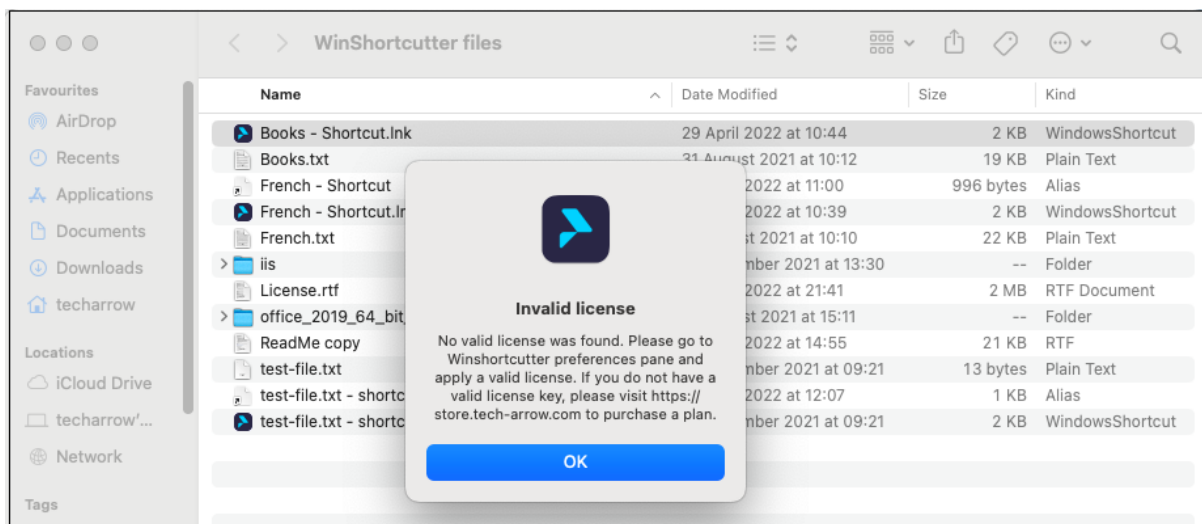 WinShortcutter files
Favourites
AirDrop
Recents
Applications
Documents
Downloads
techarrow
Locations
iCloud Drive
techarrow'...
Network
Tags
Name Date Modified Size Kind
Books - Shortcut.lnk 29 April 2022 at 10:44 2 KB WindowsShortcut
Books.txt 31 August 2021 at 10:12 19 KB Plain Text
French - Shortcut 2022 at 11:00 996 bytes Alias
French - Shortcut.ln 2022 at 10:39 2 KB WindowsShortcut
French.txt st 2021 at 10:10 22 KB Plain Text
iis mber 2021 at 13:30 -- Folder
License.rtf 2022 at 21:41 2 MB RTF Document
office_2019_64_bit_ st 2021 at 15:11 -- Folder
ReadMe copy 2022 at 14:55 21 KB RTF
test-file.txt mber 2021 at 09:21 13 bytes Plain Text
test-file.txt - shortc 2022 at 12:07 1 KB Alias
test-file.txt - shortc mber 2021 at 09:21 2 KB WindowsShortcut
Invalid license
No valid license was found. Please go to
Winshortcutter preferences pane and
apply a valid license. If you do not have a
valid license key, please visit https://
store.tech-arrow.com to purchase a plan.
OK